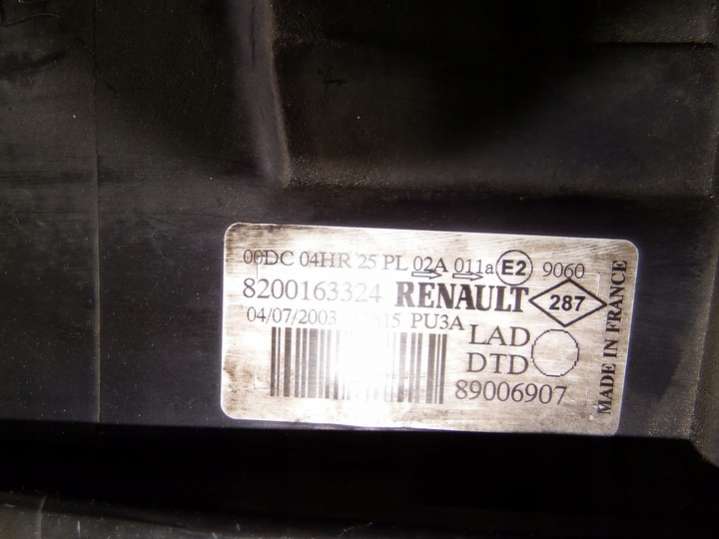 00DC 04HR 25 PL 02A 011a E2 9060
8200163324 RENAULT 287
04/07/2003 PU3A LAD
DTD
89006907
MADE IN FRANCE